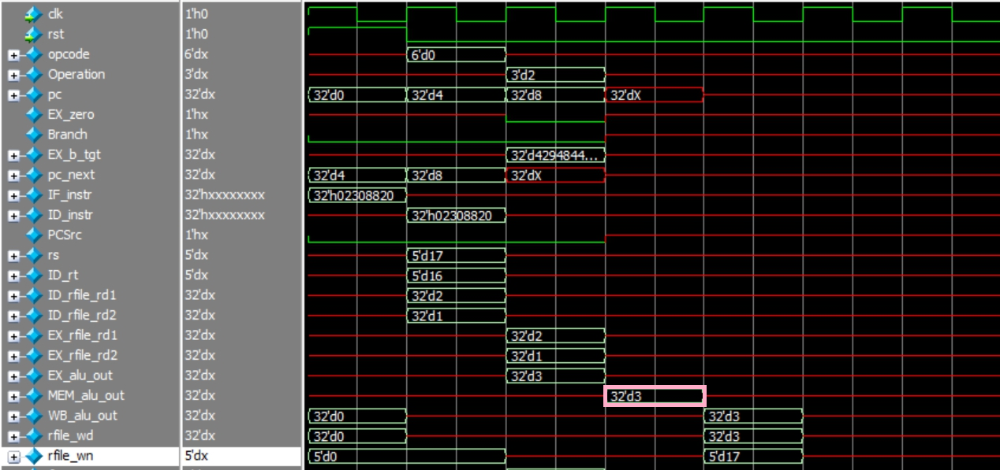 clk 1'h0
rst 1'h0
opcode 6'dx 6'd0
Operation 3'dx 3'd2
pc 32'dx 32'd0 32'd4 32'd8 32'dX
EX_zero 1'hx
Branch 1'hx
EX_b_tgt 32'dx 32'd4294844...
pc_next 32'dx 32'd4 32'd8 32'dX
IF_instr 32'hxxxxxxxx 32'h02308820
ID_instr 32'hxxxxxxxx 32'h02308820
PCSrc 1'hx
rs 5'dx 5'd17
ID_rt 5'dx 5'd16
ID_rfile_rd1 32'dx 32'd2
ID_rfile_rd2 32'dx 32'd1
EX_rfile_rd1 32'dx 32'd2
EX_rfile_rd2 32'dx 32'd1
EX_alu_out 32'dx 32'd3
MEM_alu_out 32'dx 32'd3
WB_alu_out 32'dx 32'd0 32'd3
rfile_wd 32'dx 32'd0 32'd3
rfile_wn 5'dx 5'd0 5'd17